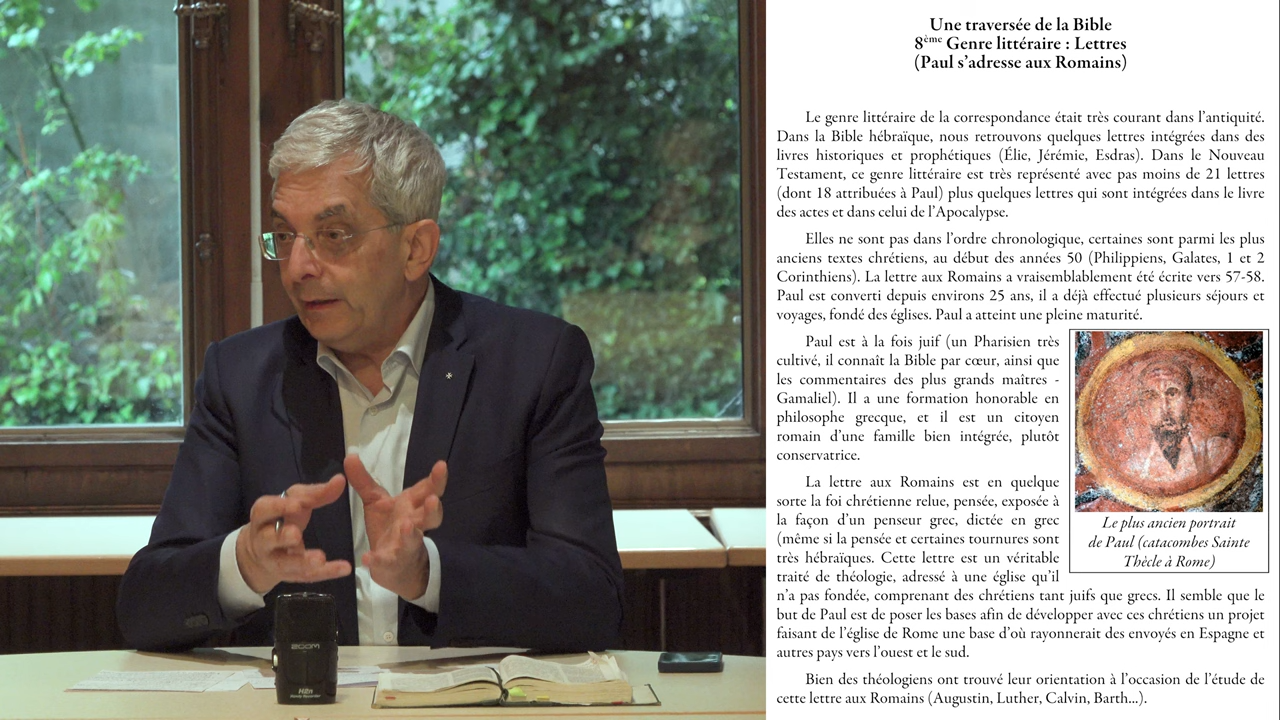 Une traversée de la Bible
8ème Genre littéraire : Lettres
(Paul s'adresse aux Romains)
Le genre littéraire de la correspondance était très courant dans l'antiquité.
Dans la Bible hébraïque, nous retrouvons quelques lettres intégrées dans des
livres historiques et prophétiques (Élie, Jérémie, Esdras). Dans le Nouveau
Testament, ce genre littéraire est très représenté avec pas moins de 21 lettres
(dont 18 attribuées à Paul) plus quelques lettres qui sont intégrées dans le livre
des actes et dans celui de l'Apocalypse.
Elles ne sont pas dans l'ordre chronologique, certaines sont parmi les plus
anciens textes chrétiens, au début des années 50 (Philippiens, Galates, 1 et 2
Corinthiens). La lettre aux Romains a vraisemblablement été écrite vers 57-58.
Paul est converti depuis environs 25 ans, il a déjà effectué plusieurs séjours et
voyages, fondé des églises. Paul a atteint une pleine maturité.
Paul est à la fois juif (un Pharisien très
cultivé, il connaît la Bible par cœur, ainsi que
les commentaires des plus grands maîtres -
Gamaliel). Il a une formation honorable en
philosophe grecque, et il est un citoyen
romain d'une famille bien intégrée, plutôt
conservatrice.
La lettre aux Romains est en quelque
sorte la foi chrétienne relue, pensée, exposée à
la façon d'un penseur grec, dictée en grec
(même si la pensée et certaines tournures sont
très hébraïques. Cette lettre est un véritable
traité de théologie, adressé à une église qu'il
n'a pas fondée, comprenant des chrétiens tant juifs que grecs. Il semble que le
but de Paul est de poser les bases afin de développer avec ces chrétiens un projet
faisant de l'église de Rome une base d'où rayonnerait des envoyés en Espagne et
autres pays vers l'ouest et le sud.
Le plus ancien portrait
de Paul (catacombes Sainte
Thècle à Rome)
Bien des théologiens ont trouvé leur orientation à l'occasion de l'étude de
cette lettre aux Romains (Augustin, Luther, Calvin, Barth...).
ZOOM
H2n
Handy Recorder